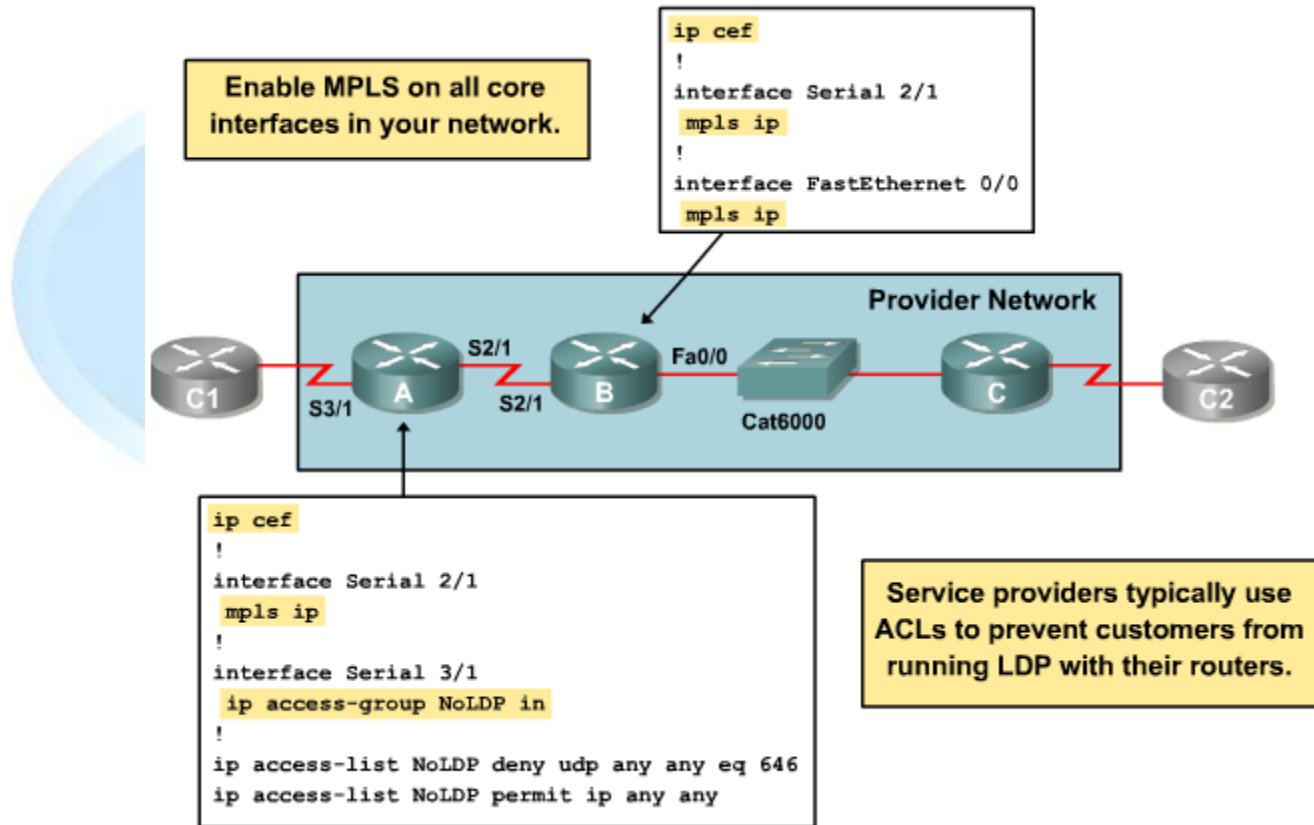 Enable MPLS on all core
interfaces in your network.
ip cef
!
interface Serial 2/1
mpls ip
!
interface FastEthernet 0/0
mpls ip
Provider Network
C1
S3/1
A
S2/1
S2/1
B
Fa0/0
Cat6000
C
C2
ip cef
!
interface Serial 2/1
mpls ip
!
interface Serial 3/1
ip access-group NoLDP in
!
ip access-list NoLDP deny udp any any eq 646
ip access-list NoLDP permit ip any any
Service providers typically use
ACLs to prevent customers from
running LDP with their routers.